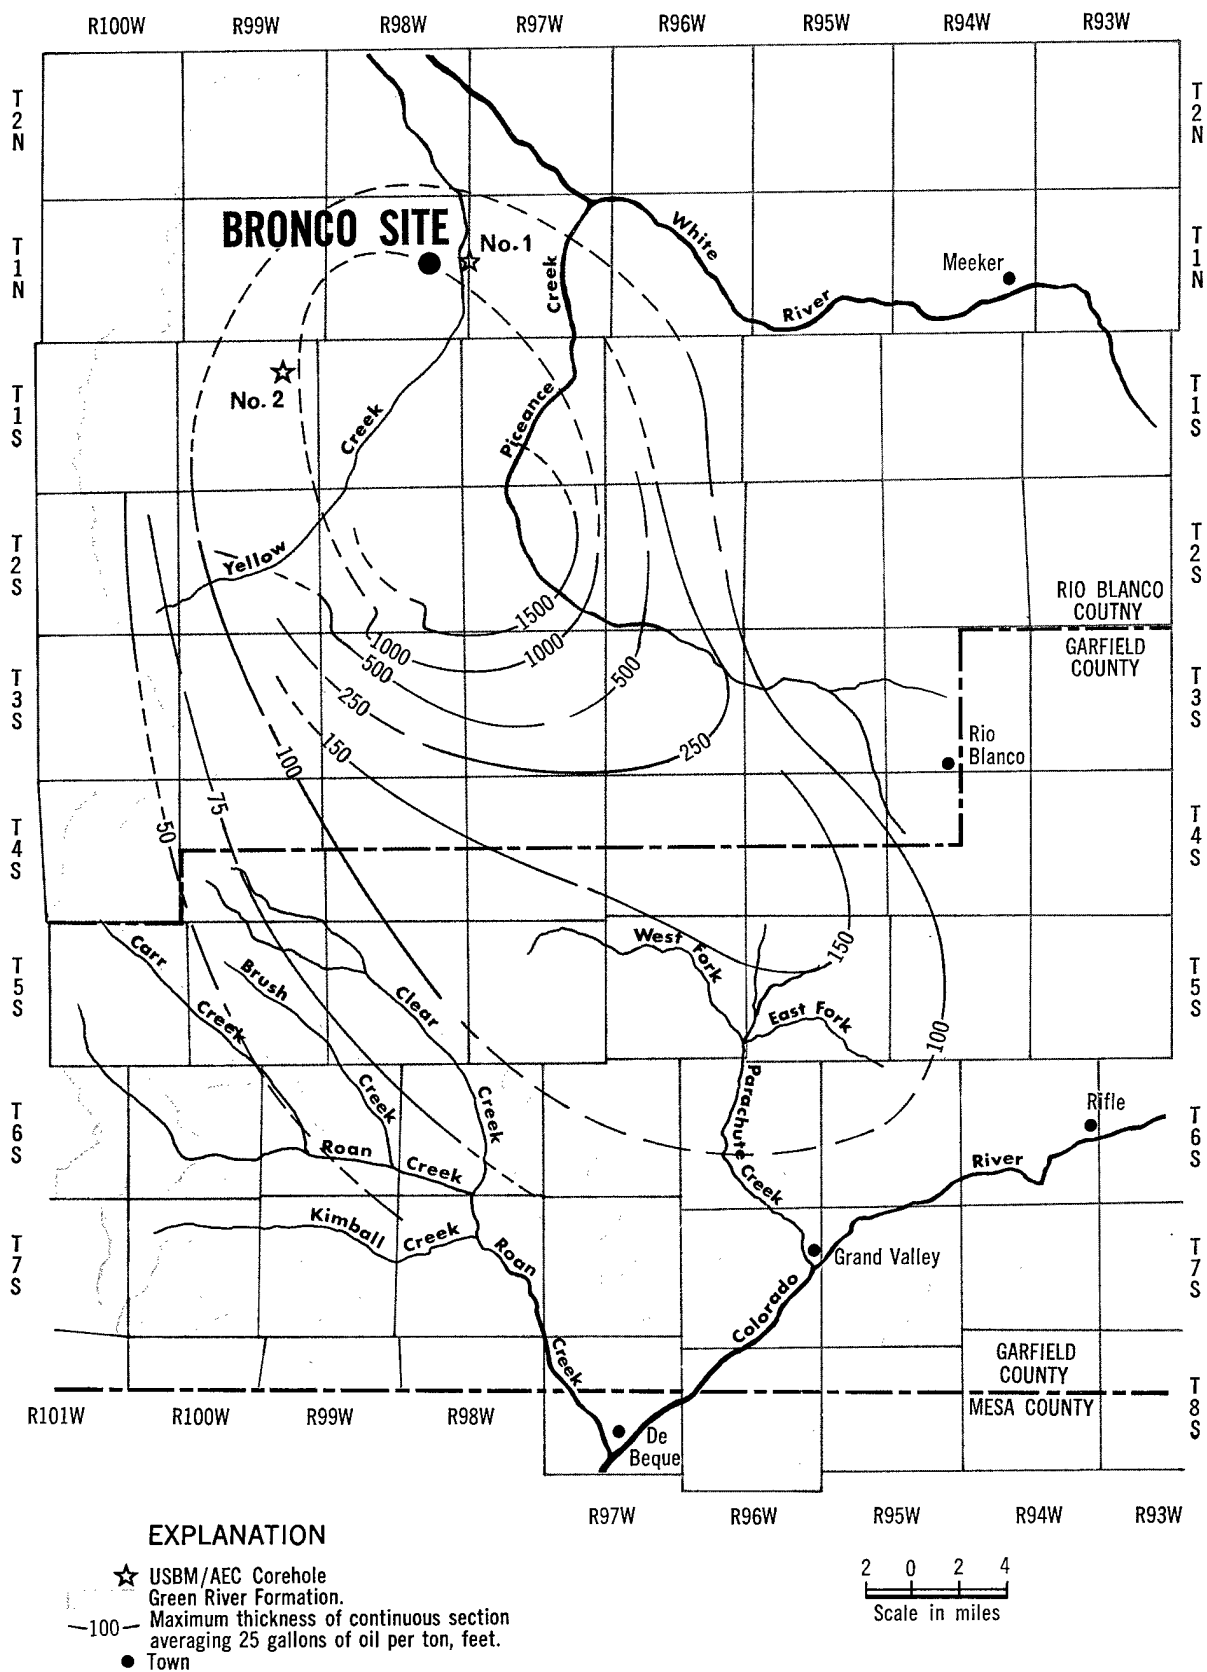 R100W R99W R98W R97W R96W R95W R94W R93W
T2N
T2N
BRONCO SITE
No. 1
White
River
Creek
Meeker
T1N
T1N
No. 2
Creek
Piceance
T1S
T1S
Yellow
T2S
T2S
1500
1000
1000
500
500
250
250
150
100
RIO BLANCO
COUTNY
GARFIELD
COUNTY
T3S
T3S
Rio
Blanco
75
50
T4S
T4S
Carr
Creek
Brush
Creek
Clear
Creek
West Fork
150
East Fork
100
T5S
T5S
Parachute
Creek
Rifle
River
T6S
T6S
Roan
Creek
Kimball
Creek
Roan
Creek
Grand Valley
Colorado
T7S
T7S
GARFIELD
COUNTY
MESA COUNTY
T8S
R101W R100W R99W R98W
De
Beque
R97W R96W R95W R94W R93W
EXPLANATION
USBM/AEC Corehole
Green River Formation.
—100— Maximum thickness of continuous section
averaging 25 gallons of oil per ton, feet.
Town
2 0 2 4
Scale in miles